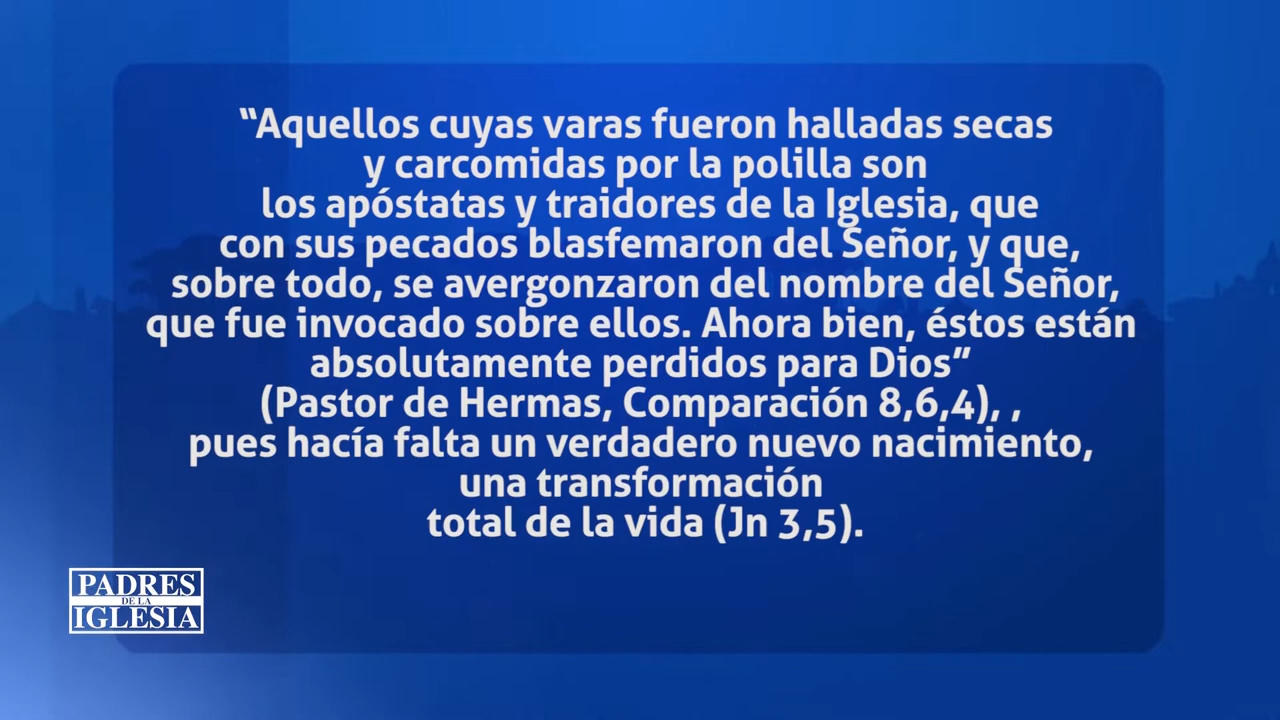 “Aquellos cuyas varas fueron halladas secas
y carcomidas por la polilla son
los apóstatas y traidores de la Iglesia, que
con sus pecados blasfemaron del Señor, y que,
sobre todo, se avergonzaron del nombre del Señor,
que fue invocado sobre ellos. Ahora bien, éstos están
absolutamente perdidos para Dios”
(Pastor de Hermas, Comparación 8,6,4), ,
pues hacía falta un verdadero nuevo nacimiento,
una transformación
total de la vida (Jn 3,5).
PADRES
DE LA
IGLESIA